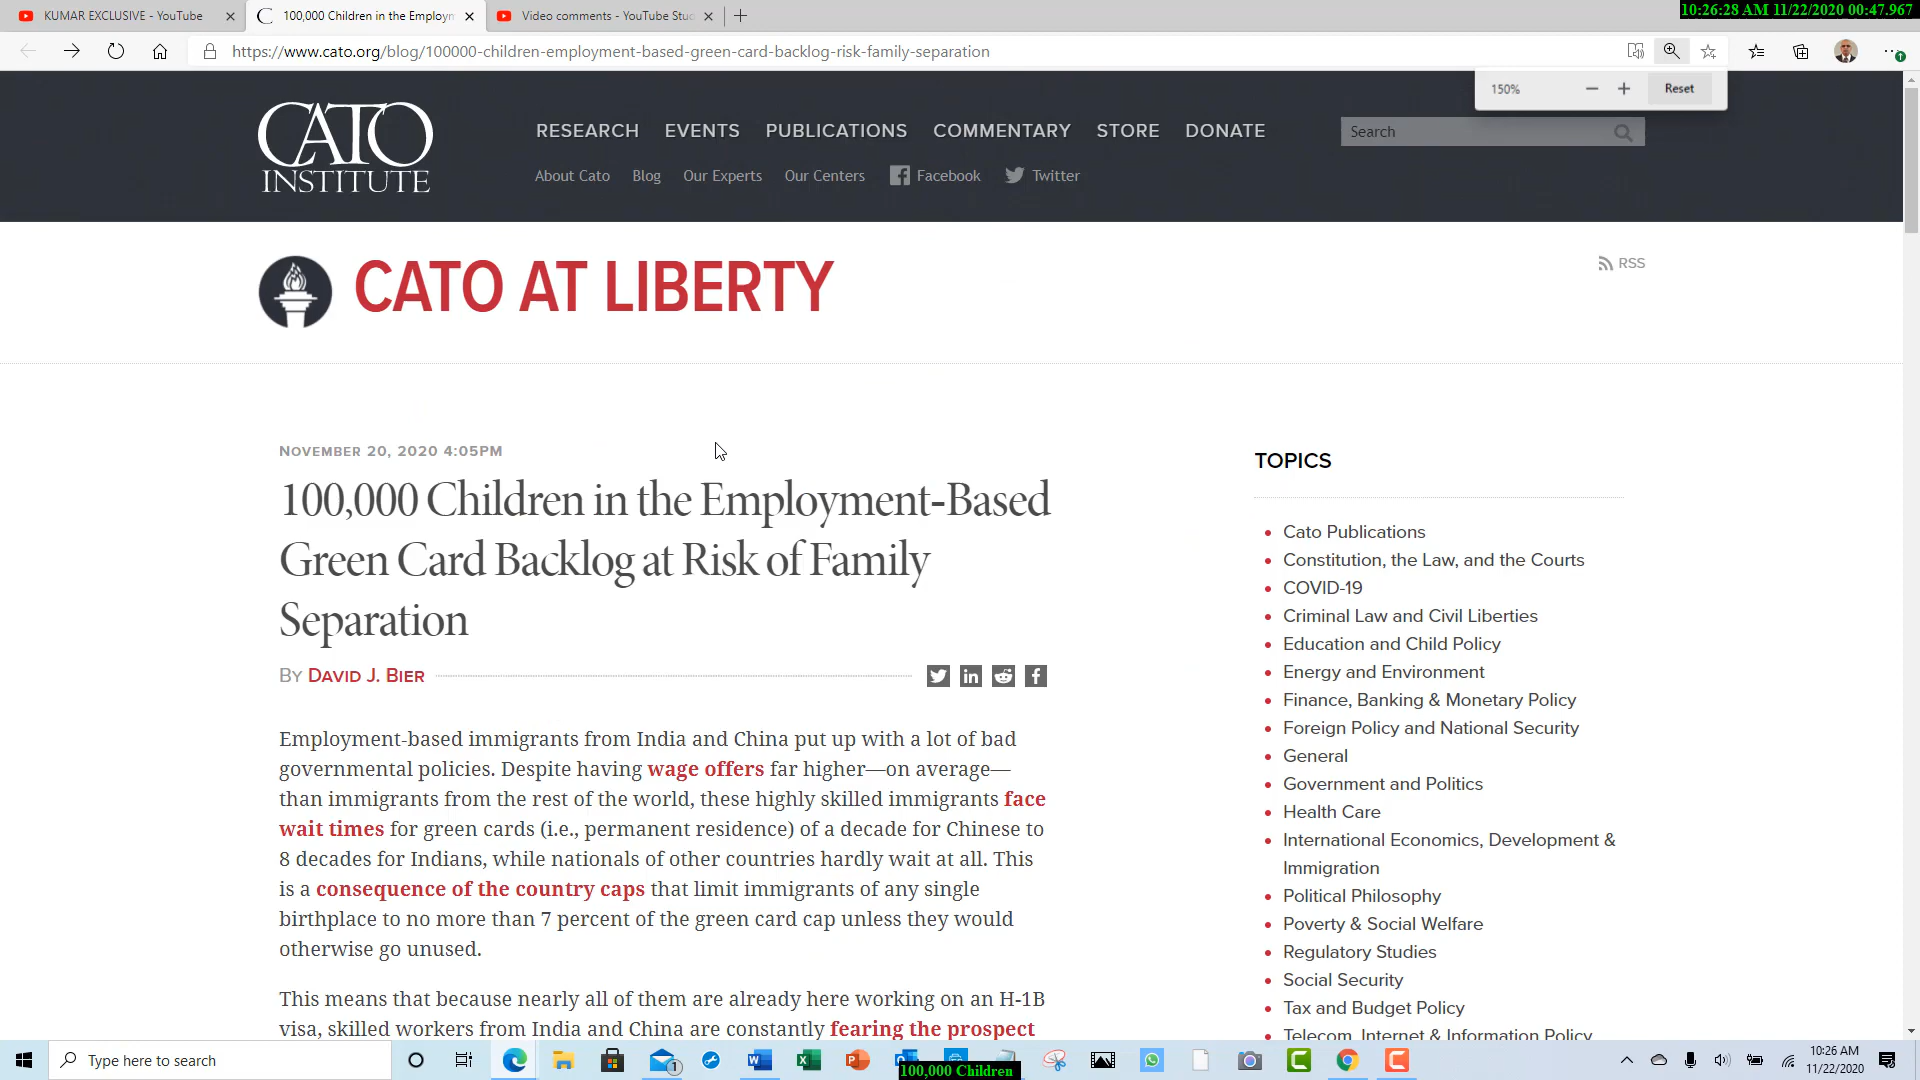 KUMAR EXCLUSIVE - YouTube
100,000 Children in the Employm
Video comments - YouTube Stud
10:26:28 AM 11/22/2020 00:47.967
https://www.cato.org/blog/100000-children-employment-based-green-card-backlog-risk-family-separation
150%
Reset
CATO
INSTITUTE
RESEARCH
EVENTS
PUBLICATIONS
COMMENTARY
STORE
DONATE
Search
About Cato
Blog
Our Experts
Our Centers
Facebook
Twitter
CATO AT LIBERTY
RSS
NOVEMBER 20, 2020 4:05PM
100,000 Children in the Employment-Based
Green Card Backlog at Risk of Family
Separation
BY DAVID J. BIER
Employment-based immigrants from India and China put up with a lot of bad
governmental policies. Despite having wage offers far higher—on average—
than immigrants from the rest of the world, these highly skilled immigrants face
wait times for green cards (i.e., permanent residence) of a decade for Chinese to
8 decades for Indians, while nationals of other countries hardly wait at all. This
is a consequence of the country caps that limit immigrants of any single
birthplace to no more than 7 percent of the green card cap unless they would
otherwise go unused.
This means that because nearly all of them are already here working on an H-1B
visa, skilled workers from India and China are constantly fearing the prospect
TOPICS
Cato Publications
Constitution, the Law, and the Courts
COVID-19
Criminal Law and Civil Liberties
Education and Child Policy
Energy and Environment
Finance, Banking & Monetary Policy
Foreign Policy and National Security
General
Government and Politics
Health Care
International Economics, Development &
Immigration
Political Philosophy
Poverty & Social Welfare
Regulatory Studies
Social Security
Tax and Budget Policy
Telecom, Internet & Information Policy
Type here to search
100,000 Children
10:26 AM
11/22/2020